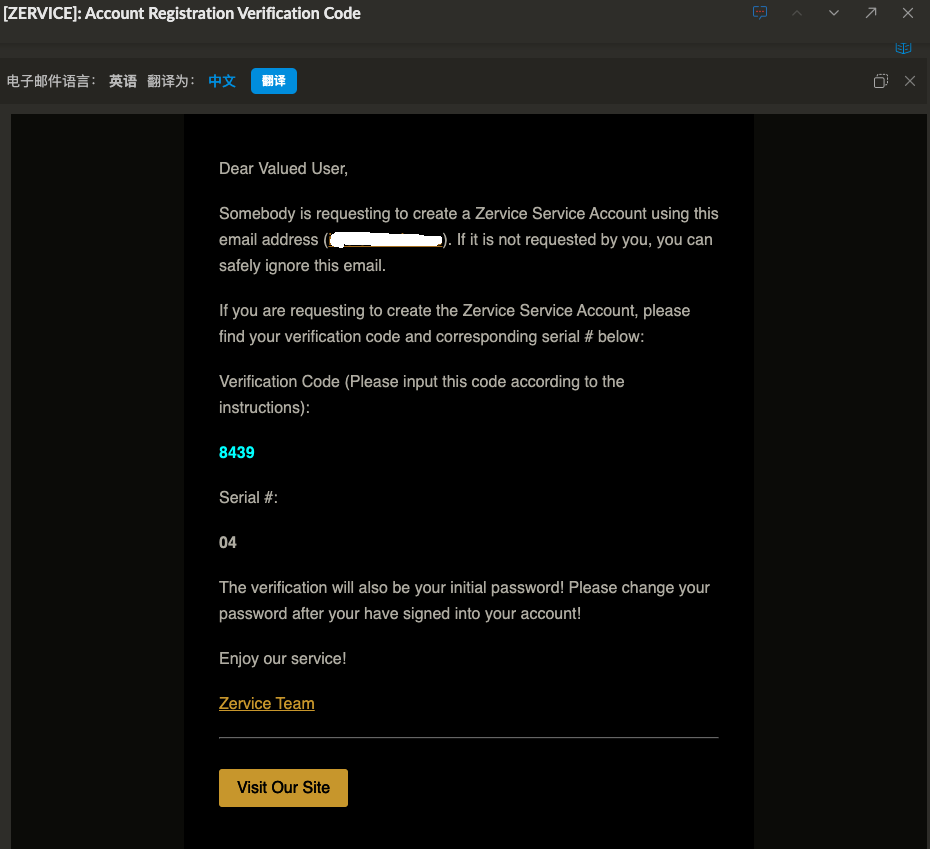 [ZERVICE]: Account Registration Verification Code
电子邮件语言： 英语 翻译为： 中文 翻译
Dear Valued User,
Somebody is requesting to create a Zervice Service Account using this
email address (). If it is not requested by you, you can
safely ignore this email.
If you are requesting to create the Zervice Service Account, please
find your verification code and corresponding serial # below:
Verification Code (Please input this code according to the
instructions):
8439
Serial #:
04
The verification will also be your initial password! Please change your
password after your have signed into your account!
Enjoy our service!
Zervice Team
Visit Our Site